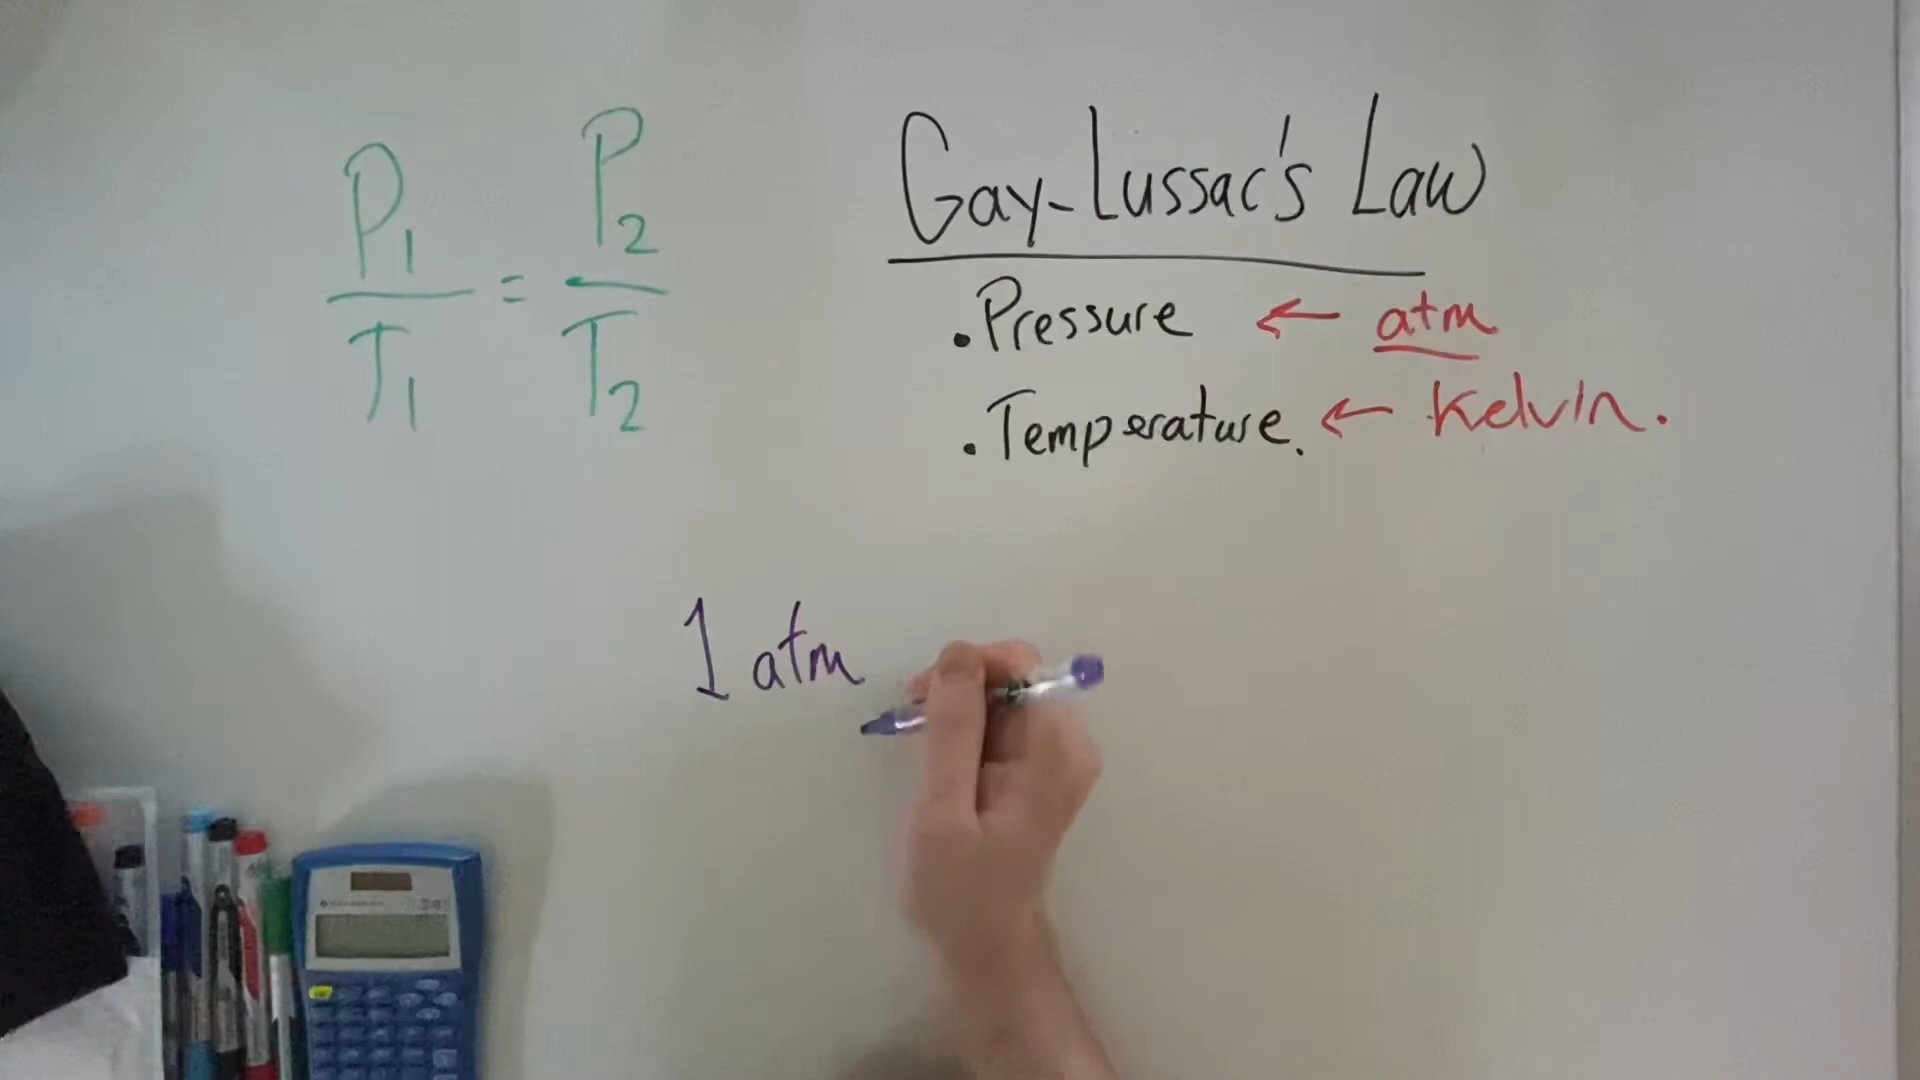 P1/T1 = P2/T2
Gay-Lussac's Law
• Pressure ← atm
• Temperature. ← Kelvin.
1 atm